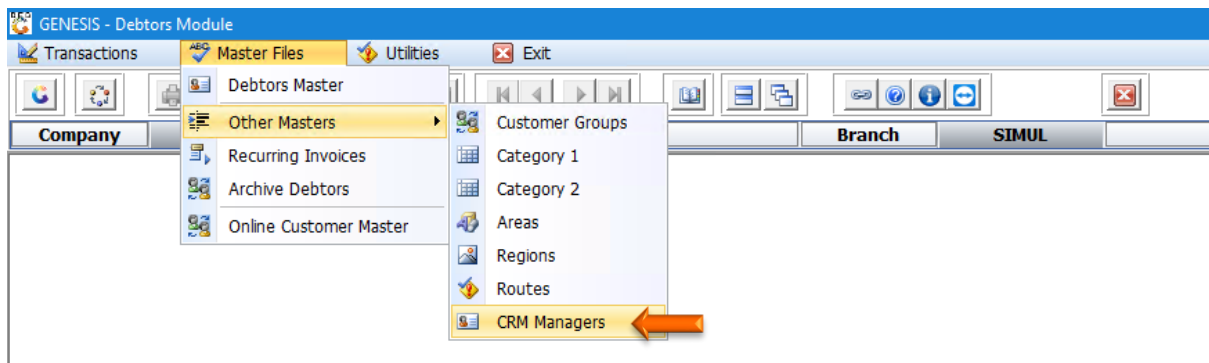 GENESIS - Debtors Module
Transactions Master Files Utilities Exit
Debtors Master
Other Masters
Recurring Invoices
Archive Debtors
Online Customer Master
Customer Groups
Category 1
Category 2
Areas
Regions
Routes
CRM Managers
Company Branch SIMUL